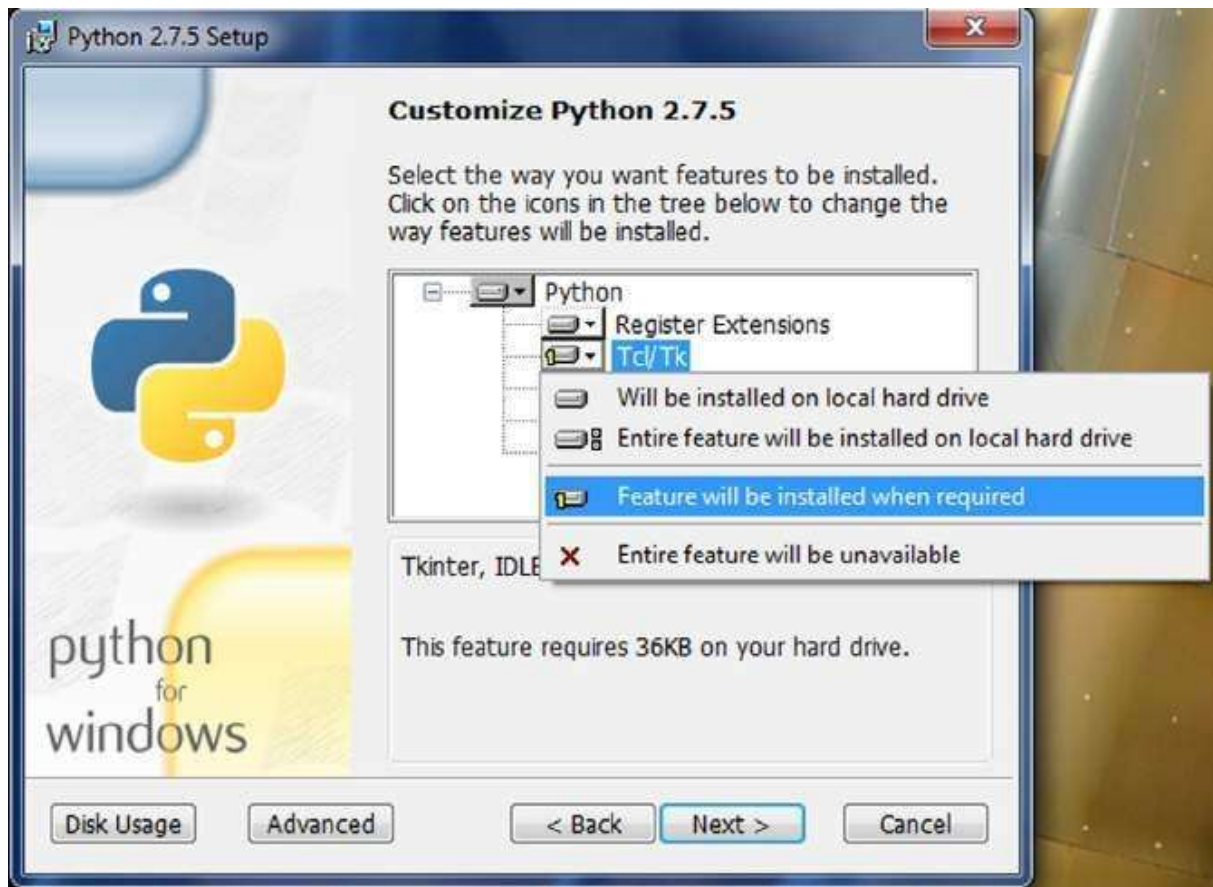 Python 2.7.5 Setup
Customize Python 2.7.5
Select the way you want features to be installed.
Click on the icons in the tree below to change the
way features will be installed.
Python
Register Extensions
Tcl/Tk
Will be installed on local hard drive
Entire feature will be installed on local hard drive
Feature will be installed when required
Entire feature will be unavailable
Tkinter, IDLE
This feature requires 36KB on your hard drive.
python
for
windows
Disk Usage
Advanced
< Back
Next >
Cancel